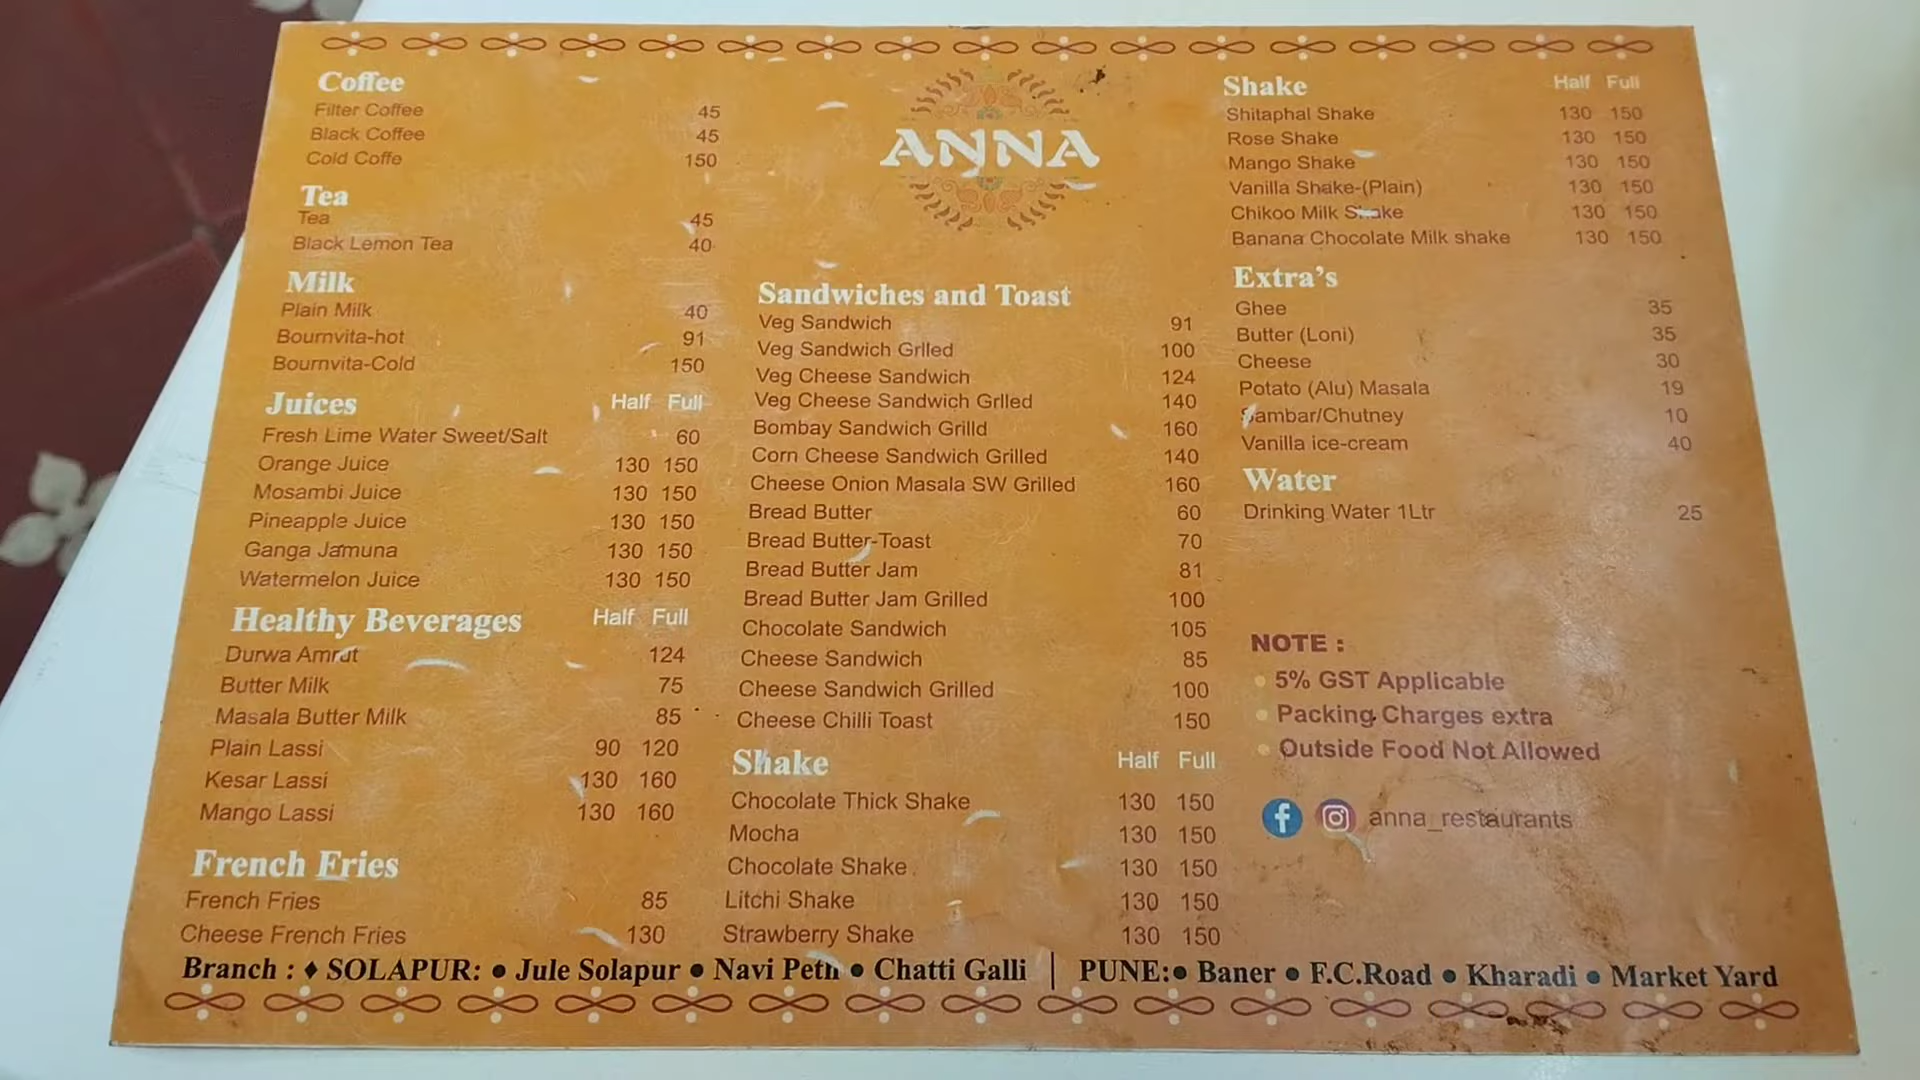 Coffee
Filter Coffee 45
Black Coffee 45
Cold Coffe 150
Tea
Tea 45
Black Lemon Tea 40
Milk
Plain Milk 40
Bournvita-hot 91
Bournvita-Cold 150
Juices Half Full
Fresh Lime Water Sweet/Salt 60
Orange Juice 130 150
Mosambi Juice 130 150
Pineapple Juice 130 150
Ganga Jamuna 130 150
Watermelon Juice 130 150
Healthy Beverages Half Full
Durwa Amrut 124
Butter Milk 75
Masala Butter Milk 85
Plain Lassi 90 120
Kesar Lassi 130 160
Mango Lassi 130 160
French Fries
French Fries 85
Cheese French Fries 130
ANNA
Sandwiches and Toast
Veg Sandwich 91
Veg Sandwich Grlled 100
Veg Cheese Sandwich 124
Veg Cheese Sandwich Grlled 140
Bombay Sandwich Grilld 160
Corn Cheese Sandwich Grilled 140
Cheese Onion Masala SW Grilled 160
Bread Butter 60
Bread Butter-Toast 70
Bread Butter Jam 81
Bread Butter Jam Grilled 100
Chocolate Sandwich 105
Cheese Sandwich 85
Cheese Sandwich Grilled 100
Cheese Chilli Toast 150
Shake Half Full
Chocolate Thick Shake 130 150
Mocha 130 150
Chocolate Shake 130 150
Litchi Shake 130 150
Strawberry Shake 130 150
Shake Half Full
Shitaphal Shake 130 150
Rose Shake 130 150
Mango Shake 130 150
Vanilla Shake-(Plain) 130 150
Chikoo Milk Shake 130 150
Banana Chocolate Milk shake 130 150
Extra's
Ghee 35
Butter (Loni) 35
Cheese 30
Potato (Alu) Masala 19
Sambar/Chutney 10
Vanilla ice-cream 40
Water
Drinking Water 1Ltr 25
NOTE :
• 5% GST Applicable
• Packing Charges extra
• Outside Food Not Allowed
anna_restaurants
Branch : ♦ SOLAPUR: • Jule Solapur • Navi Peth • Chatti Galli | PUNE:• Baner • F.C.Road • Kharadi • Market Yard